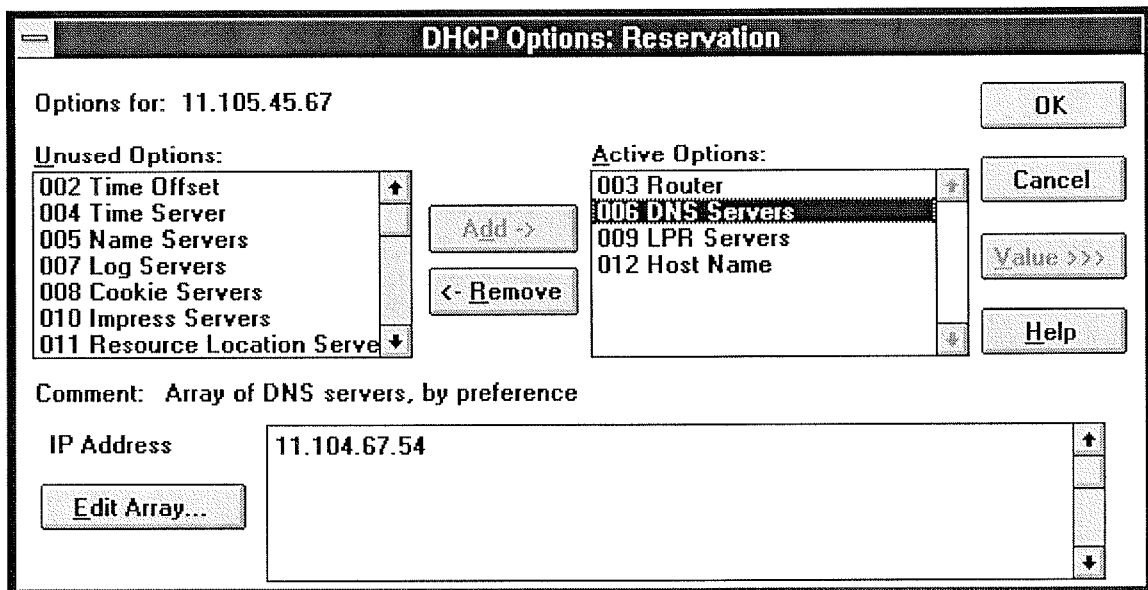 DHCP Options: Reservation
Options for: 11.105.45.67
OK
Unused Options:
002 Time Offset
004 Time Server
005 Name Servers
007 Log Servers
008 Cookie Servers
010 Impress Servers
011 Resource Location Serve
Add ->
<- Remove
Active Options:
003 Router
006 DNS Servers
009 LPR Servers
012 Host Name
Cancel
Value >>>
Help
Comment: Array of DNS servers, by preference
IP Address
11.104.67.54
Edit Array...